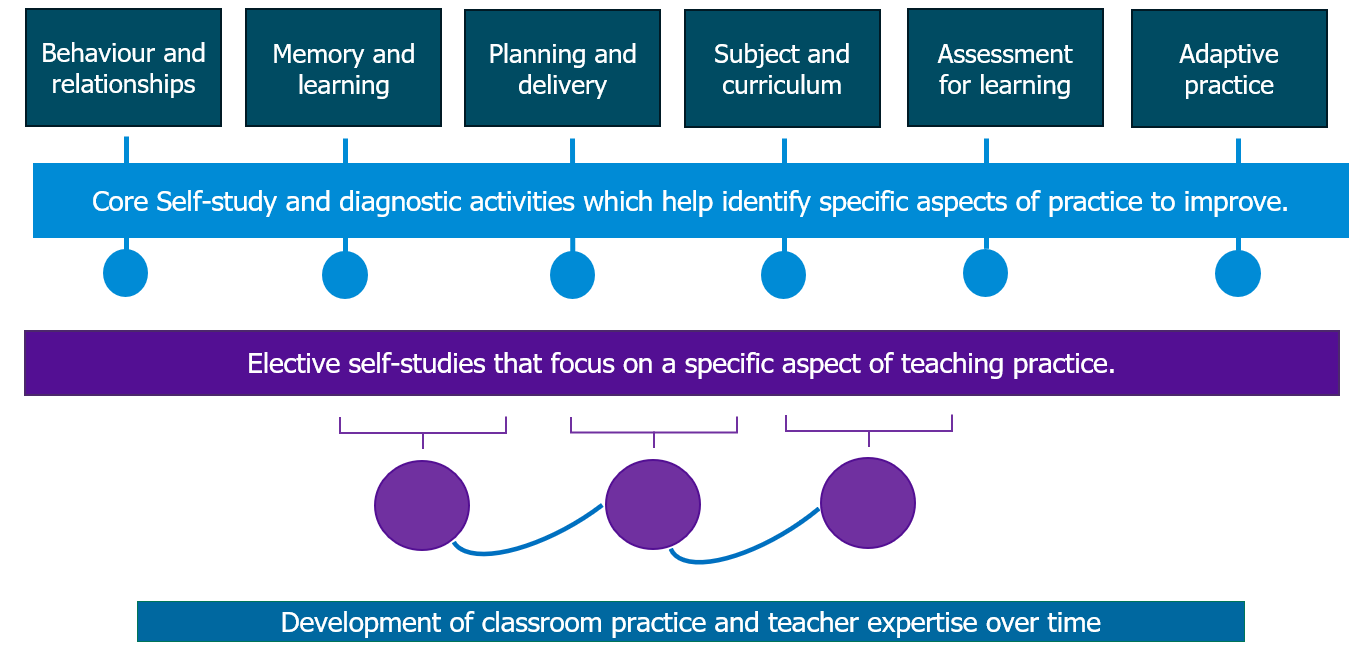 Behaviour and
relationships
Memory and
learning
Planning and
delivery
Subject and
curriculum
Assessment
for learning
Adaptive
practice
Core Self-study and diagnostic activities which help identify specific aspects of practice to improve.
Elective self-studies that focus on a specific aspect of teaching practice.
Development of classroom practice and teacher expertise over time